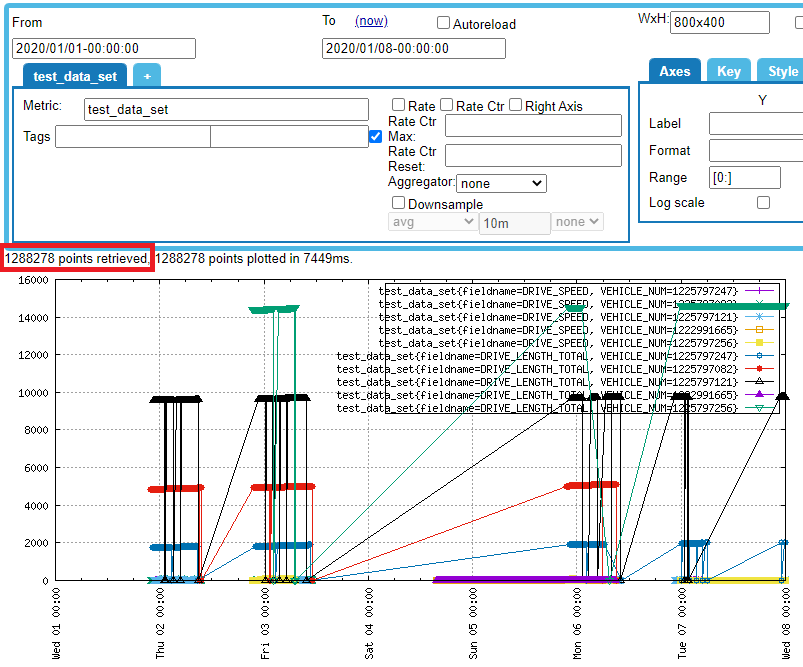 From
To (now) Autoreload
WxH: 800x400
2020/01/01-00:00:00
2020/01/08-00:00:00
test_data_set +
Axes Key Style
Metric: test_data_set
Rate Rate Ctr Right Axis
Y
Tags
Rate Ctr
Max:
Label
Rate Ctr
Reset:
Format
Aggregator: none
Range [0:]
Downsample
Log scale
avg 10m none
1288278 points retrieved, 1288278 points plotted in 7449ms.
16000
14000
12000
10000
8000
6000
4000
2000
0
test_data_set{fieldname=DRIVE_SPEED, VEHICLE_NUM=1225797247}
test_data_set{fieldname=DRIVE_SPEED, VEHICLE_NUM=1225797082}
test_data_set{fieldname=DRIVE_SPEED, VEHICLE_NUM=1225797121}
test_data_set{fieldname=DRIVE_SPEED, VEHICLE_NUM=1222991665}
test_data_set{fieldname=DRIVE_SPEED, VEHICLE_NUM=1225797256}
test_data_set{fieldname=DRIVE_LENGTH_TOTAL, VEHICLE_NUM=1225797247}
test_data_set{fieldname=DRIVE_LENGTH_TOTAL, VEHICLE_NUM=1225797082}
test_data_set{fieldname=DRIVE_LENGTH_TOTAL, VEHICLE_NUM=1225797121}
test_data_set{fieldname=DRIVE_LENGTH_TOTAL, VEHICLE_NUM=1222991665}
test_data_set{fieldname=DRIVE_LENGTH_TOTAL, VEHICLE_NUM=1225797256}
Wed 01 00:00
Thu 02 00:00
Fri 03 00:00
Sat 04 00:00
Sun 05 00:00
Mon 06 00:00
Tue 07 00:00
Wed 08 00:00